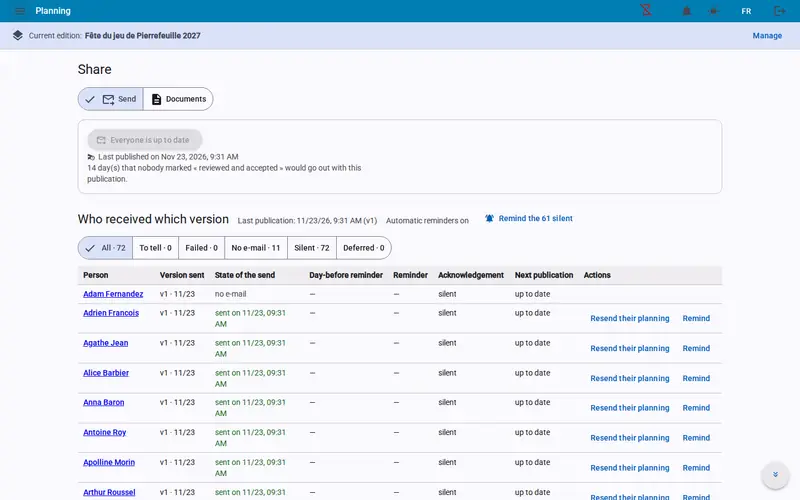 Planning
FR
Current edition: Fête du jeu de Pierrefeuille 2027
Manage
Share
Send
Documents
Everyone is up to date
Last published on Nov 23, 2026, 9:31 AM
14 day(s) that nobody marked « reviewed and accepted » would go out with this
publication.
Who received which version
Last publication: 11/23/26, 9:31 AM (v1)
Automatic reminders on
Remind the 61 silent
All · 72
To tell · 0
Failed · 0
No e-mail · 11
Silent · 72
Deferred · 0
Person Version sent State of the send Day-before reminder Reminder Acknowledgement Next publication Actions
Adam Fernandez v1 · 11/23 no e-mail — — silent up to date
Adrien Francois v1 · 11/23 sent on 11/23, 09:31 — — silent up to date
AM
Resend their planning Remind
Agathe Jean v1 · 11/23 sent on 11/23, 09:31 — — silent up to date
AM
Resend their planning Remind
Alice Barbier v1 · 11/23 sent on 11/23, 09:31 — — silent up to date
AM
Resend their planning Remind
Anna Baron v1 · 11/23 sent on 11/23, 09:31 — — silent up to date
AM
Resend their planning Remind
Antoine Roy v1 · 11/23 sent on 11/23, 09:31 — — silent up to date
AM
Resend their planning Remind
Apolline Morin v1 · 11/23 sent on 11/23, 09:31 — — silent up to date
AM
Resend their planning Remind
Arthur Roussel v1 · 11/23 sent on 11/23, 09:31 — — silent up to date
Resend their planning Remind